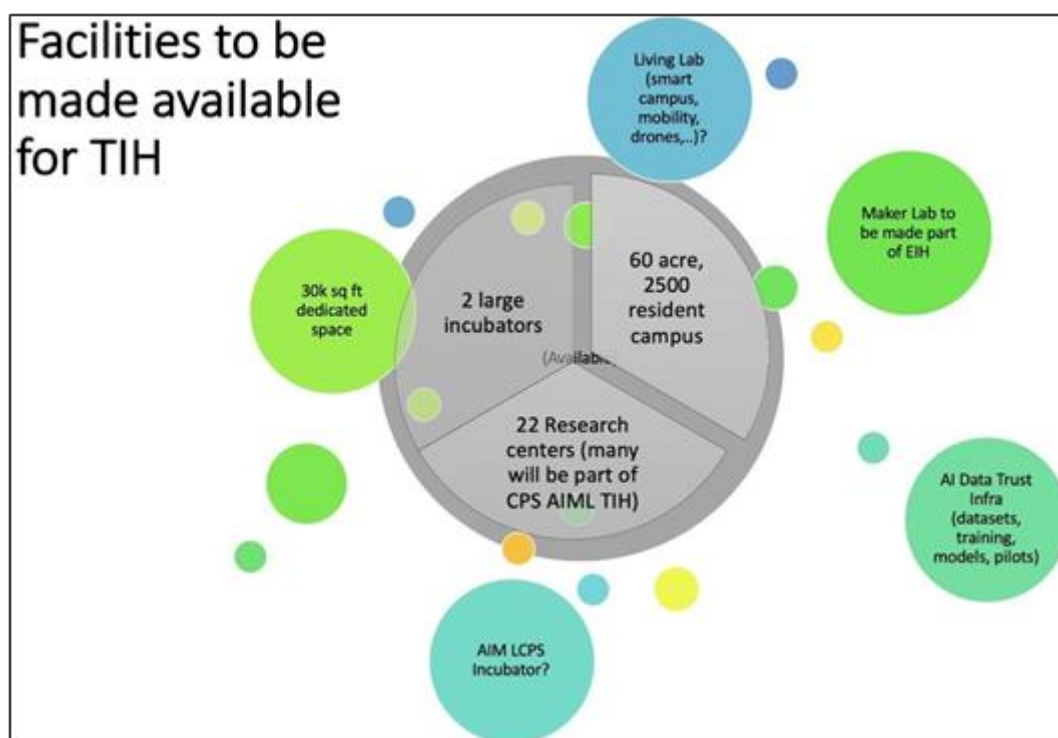 Facilities to be
made available
for TIH
Living Lab
(smart
campus,
mobility,
drones,..)?
Maker Lab to
be made part
of EIH
30k sq ft
dedicated
space
2 large
incubators
60 acre,
2500
resident
campus
(Available)
22 Research
centers (many
will be part of
CPS AIML TIH)
AI Data Trust
Infra
(datasets,
training,
models, pilots)
AIM LCPS
Incubator?